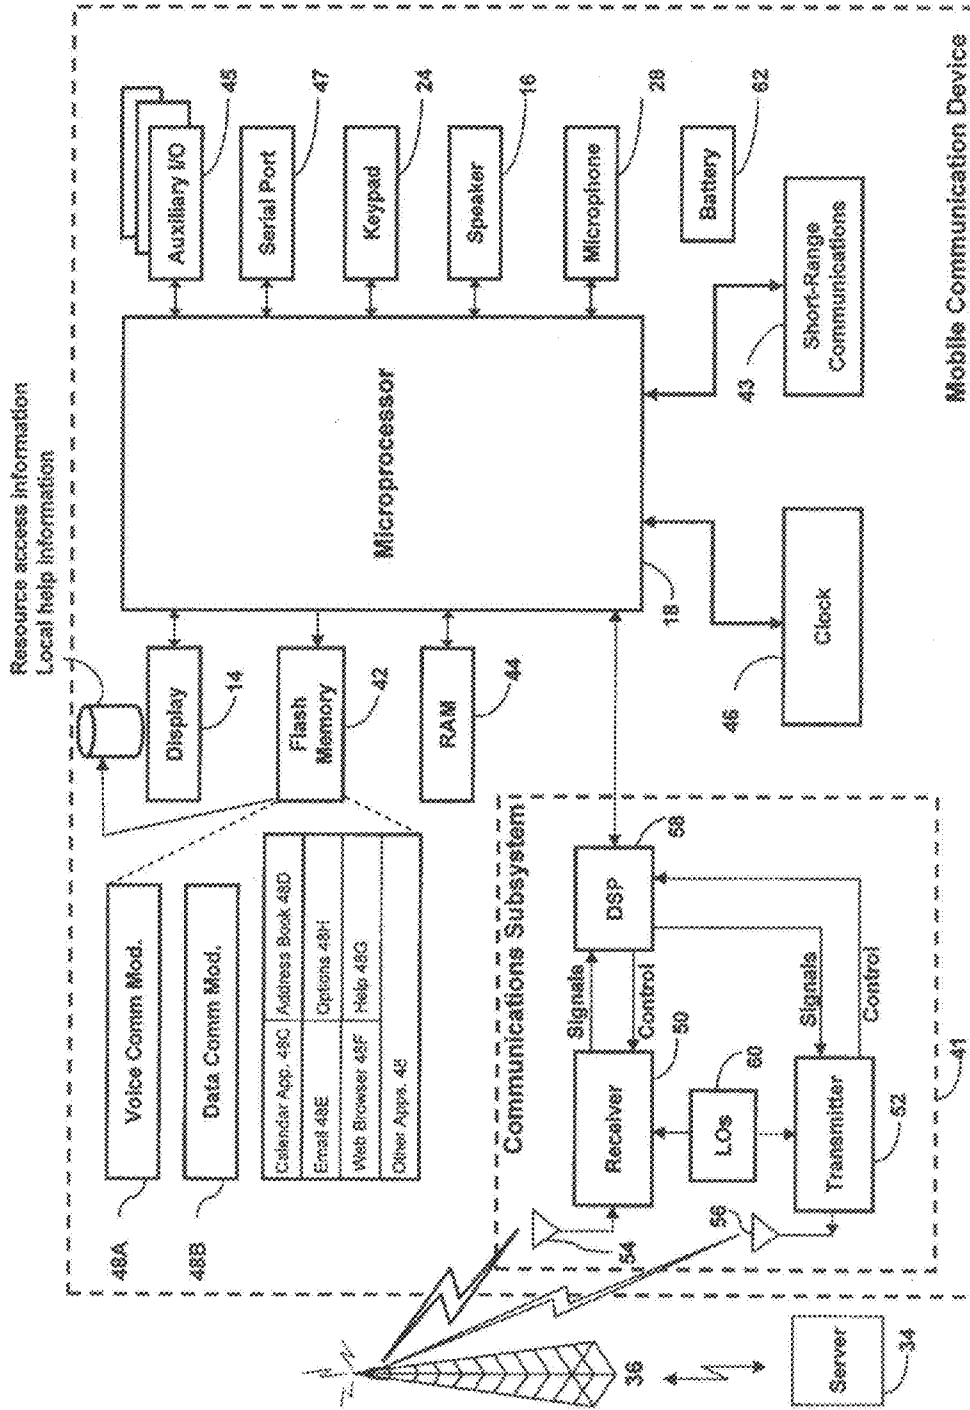 Resource access information
Local help information
Voice Comm Mod.
48A
Data Comm Mod.
48B
Calendar App. 48C
Address Book 48D
Email 48E
Options 48H
Web Browser 48F
Help 48G
Other Apps. 48
Display
14
Flash
Memory
42
RAM
44
Microprocessor
18
Auxiliary I/O
45
Serial Port
47
Keypad
24
Speaker
16
Microphone
28
Battery
62
Short-Range
Communications
43
Clock
46
Communications Subsystem
DSP
58
Signals
Control
Signals
Control
Receiver
50
LOs
60
Transmitter
52
54
56
41
36
Server
34
Mobile Communication Device